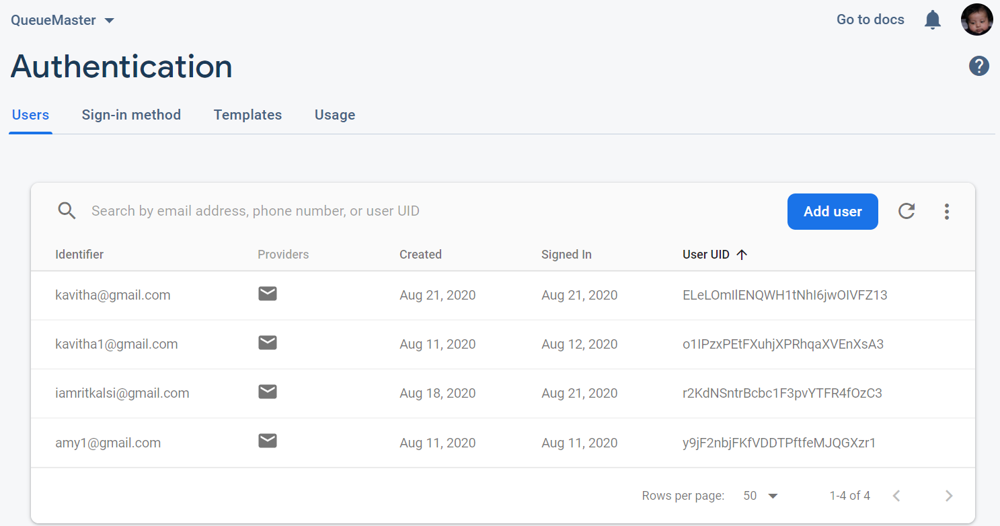 QueueMaster
Go to docs
Authentication
?
Users Sign-in method Templates Usage
Search by email address, phone number, or user UID
Add user
Identifier Providers Created Signed In User UID
kavitha@gmail.com Aug 21, 2020 Aug 21, 2020 ELeLOmIlENQWH1tNhI6jwOIVFZ13
kavitha1@gmail.com Aug 11, 2020 Aug 12, 2020 o1IPzxPEtFXuhjXPRhqaXVEnXsA3
iamritkalsi@gmail.com Aug 18, 2020 Aug 21, 2020 r2KdNSntrBcbc1F3pvYTFR4fOzC3
amy1@gmail.com Aug 11, 2020 Aug 11, 2020 y9jF2nbjFKfVDDTPftfeMJQGXzr1
Rows per page: 50 1-4 of 4